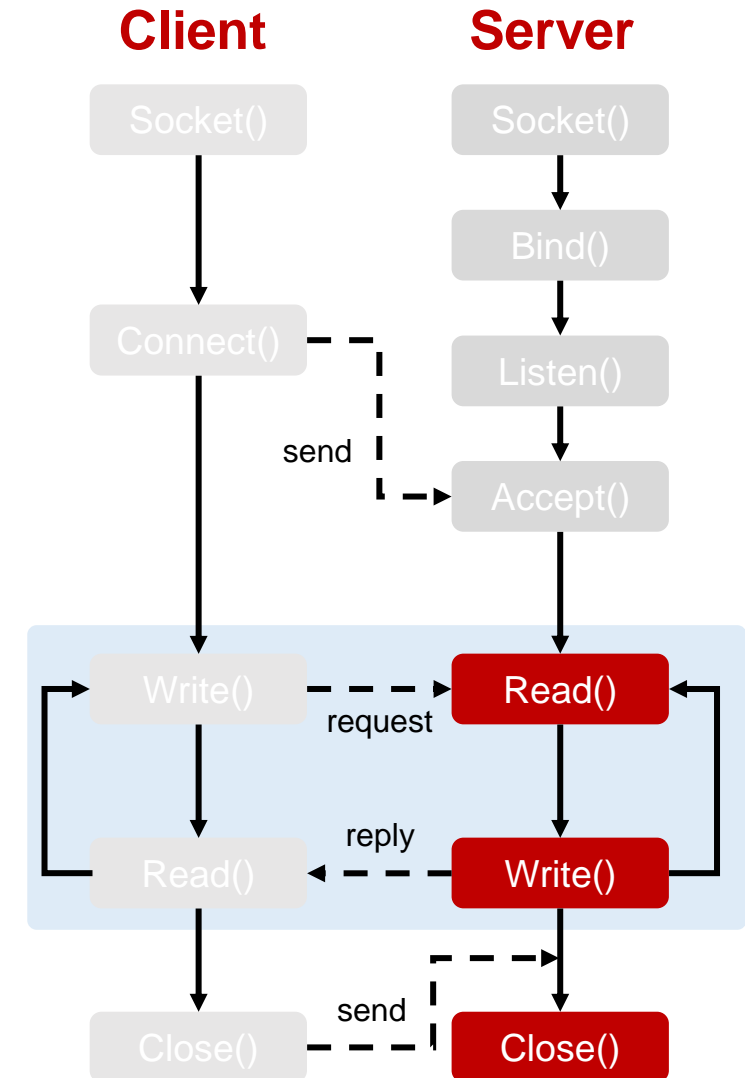 Client Server
Socket() Socket()
Bind()
Connect() Listen()
send
Accept()
Write() Read()
request
reply
Read() Write()
send
Close() Close()